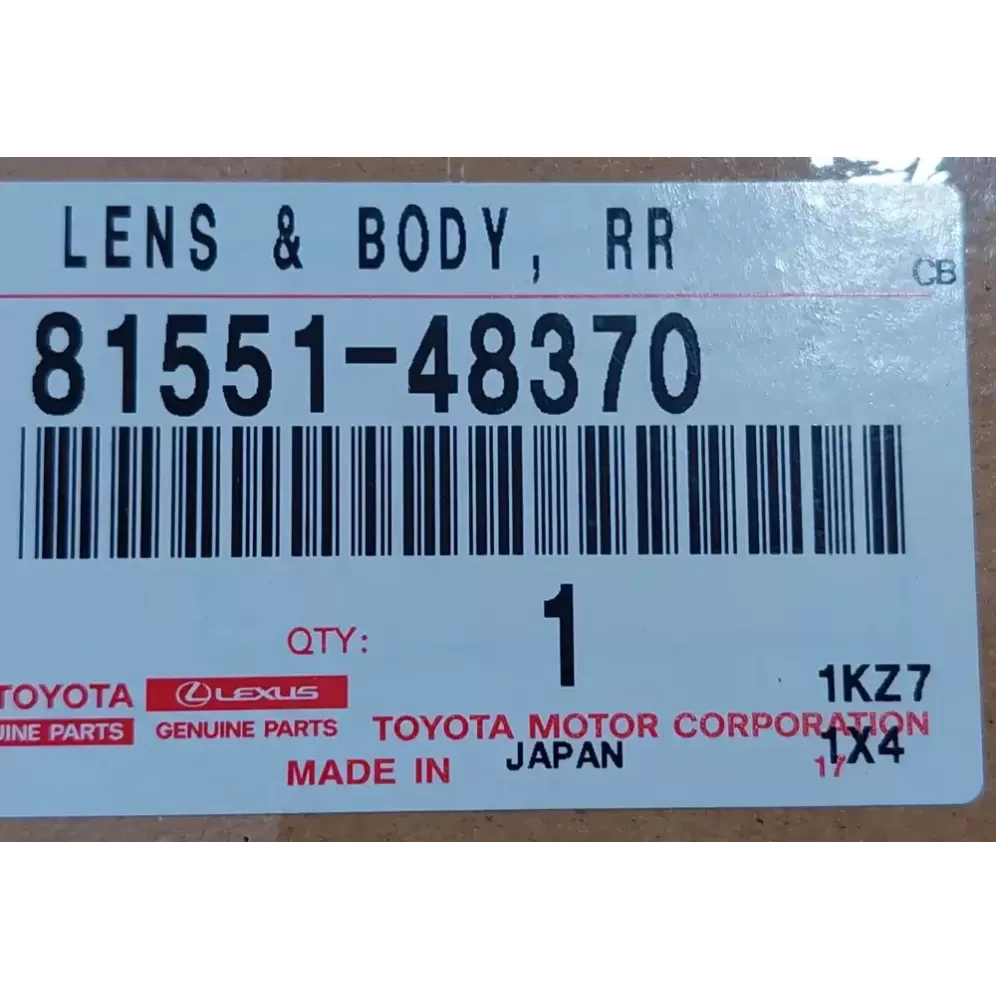 LENS & BODY, RR
CB
81551-48370
QTY: 1
TOYOTA LEXUS
UINE PARTS GENUINE PARTS
TOYOTA MOTOR CORPORATION
MADE IN JAPAN
1KZ7
1X4
17